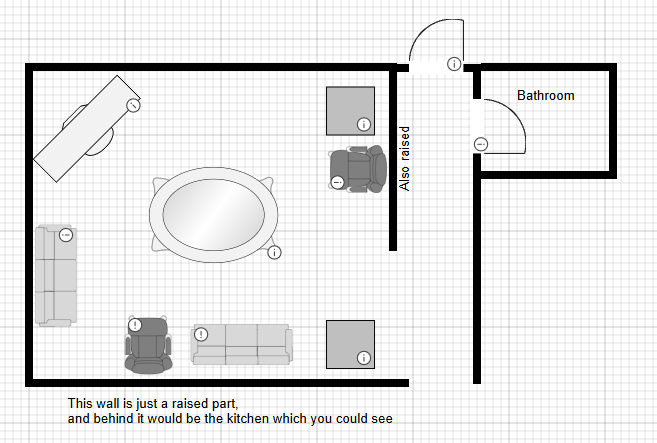 Bathroom
Also raised
This wall is just a raised part,
and behind it would be the kitchen which you could see